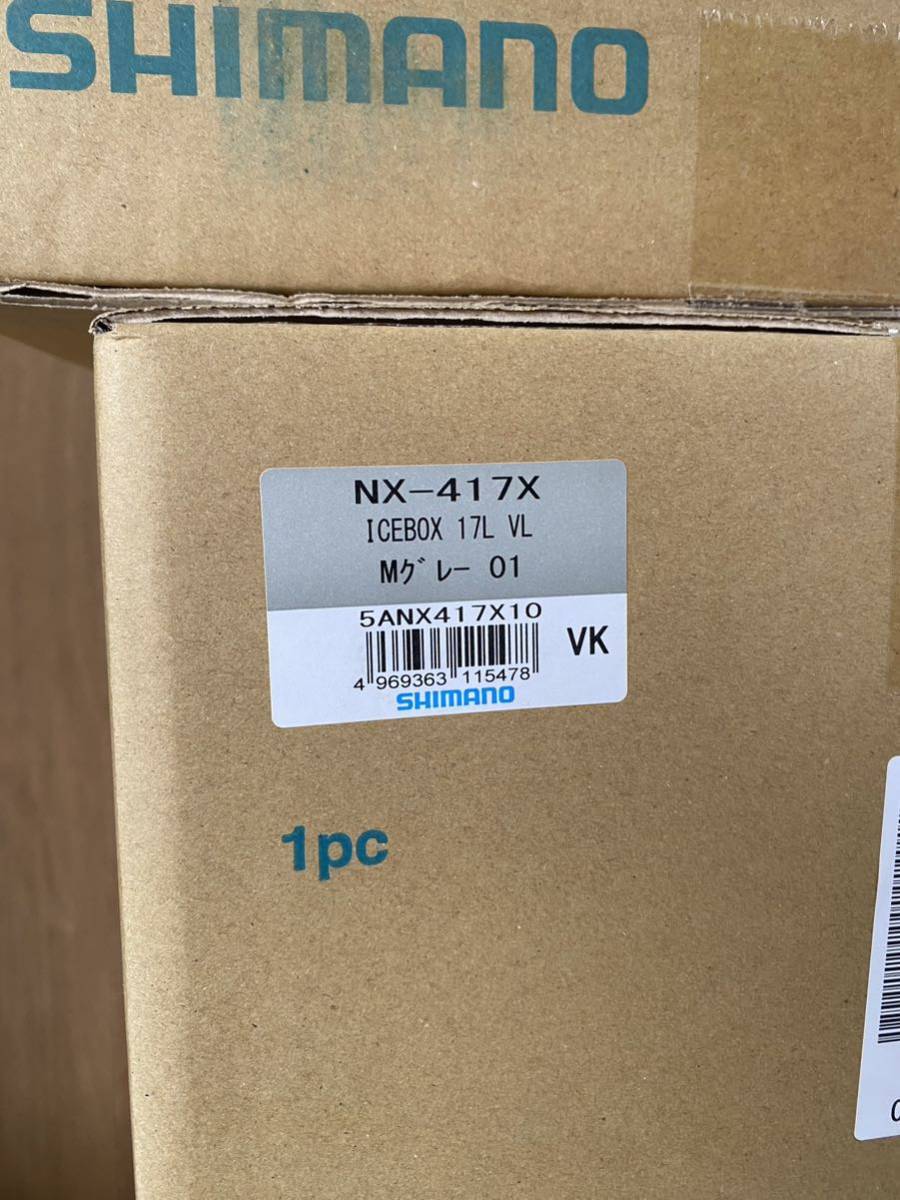 SHIMANO
NX-417X
ICEBOX 17L VL
Mグレー 01
5ANX417X10
VK
4 969363 115478
SHIMANO
1pc